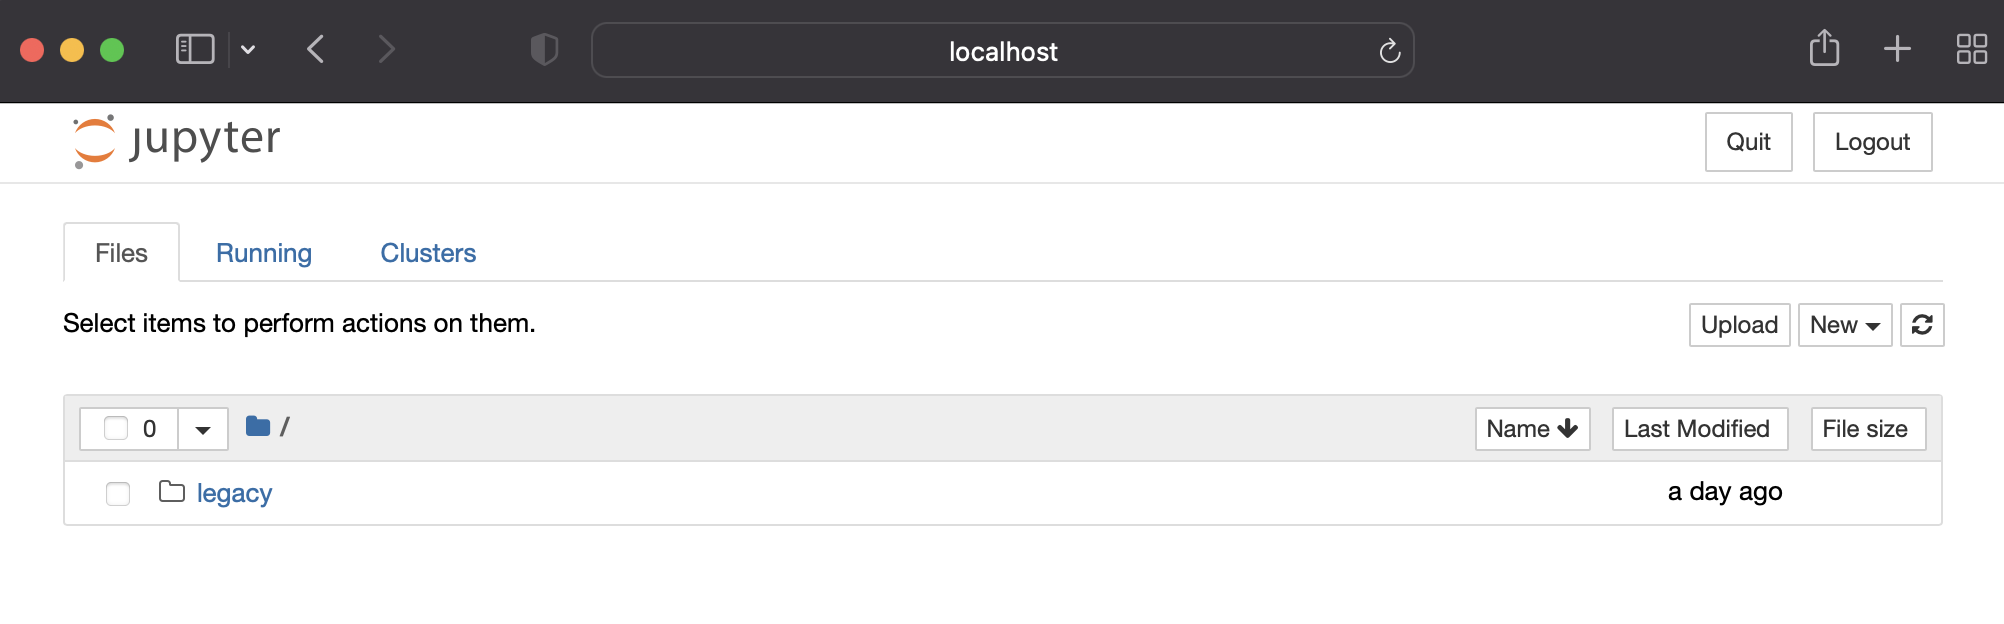 localhost
jupyter
Quit Logout
Files Running Clusters
Select items to perform actions on them.
Upload New
0 / Name Last Modified File size
legacy a day ago